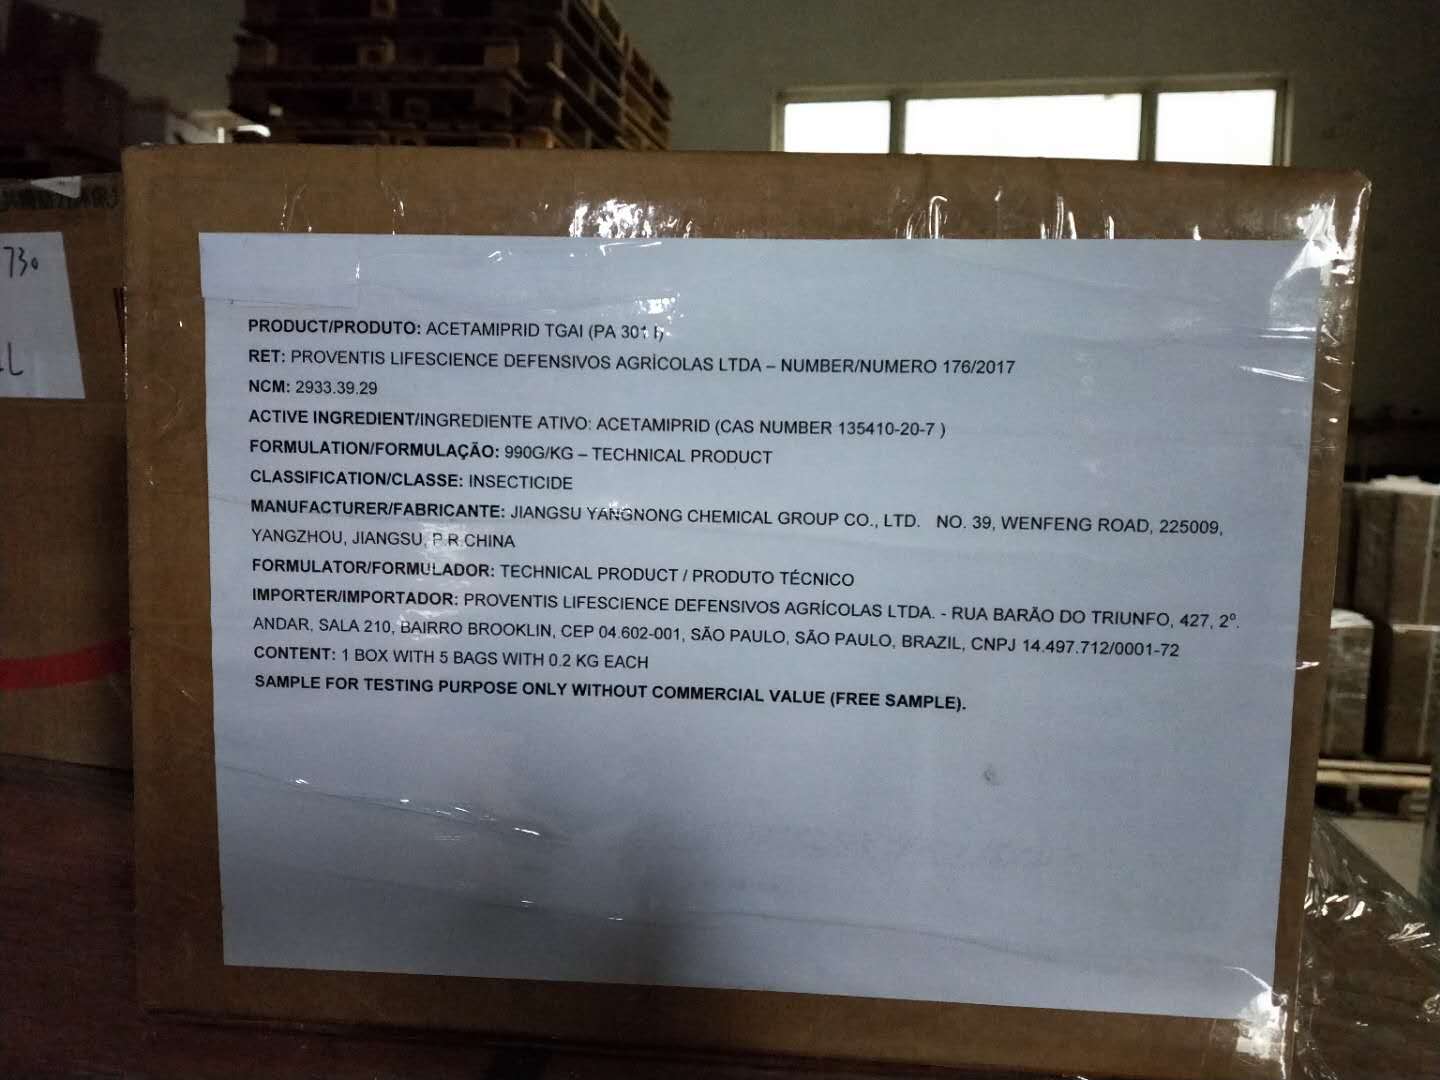 730
L
PRODUCT/PRODUTO: ACETAMIPRID TGAI (PA 301 I)
RET: PROVENTIS LIFESCIENCE DEFENSIVOS AGRÍCOLAS LTDA – NUMBER/NUMERO 176/2017
NCM: 2933.39.29
ACTIVE INGREDIENT/INGREDIENTE ATIVO: ACETAMIPRID (CAS NUMBER 135410-20-7 )
FORMULATION/FORMULAÇÃO: 990G/KG – TECHNICAL PRODUCT
CLASSIFICATION/CLASSE: INSECTICIDE
MANUFACTURER/FABRICANTE: JIANGSU YANGNONG CHEMICAL GROUP CO., LTD. NO. 39, WENFENG ROAD, 225009,
YANGZHOU, JIANGSU, P.R.CHINA
FORMULATOR/FORMULADOR: TECHNICAL PRODUCT / PRODUTO TÉCNICO
IMPORTER/IMPORTADOR: PROVENTIS LIFESCIENCE DEFENSIVOS AGRÍCOLAS LTDA. - RUA BARÃO DO TRIUNFO, 427, 2º.
ANDAR, SALA 210, BAIRRO BROOKLIN, CEP 04.602-001, SÃO PAULO, SÃO PAULO, BRAZIL, CNPJ 14.497.712/0001-72
CONTENT: 1 BOX WITH 5 BAGS WITH 0.2 KG EACH
SAMPLE FOR TESTING PURPOSE ONLY WITHOUT COMMERCIAL VALUE (FREE SAMPLE).